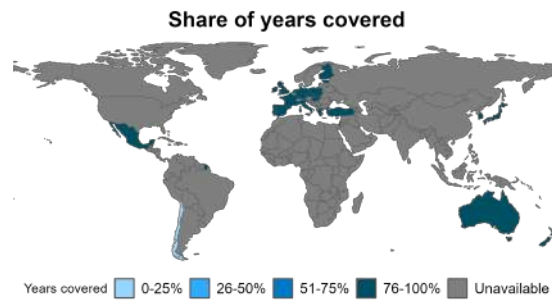 Share of years covered
Years covered 0-25% 26-50% 51-75% 76-100% Unavailable